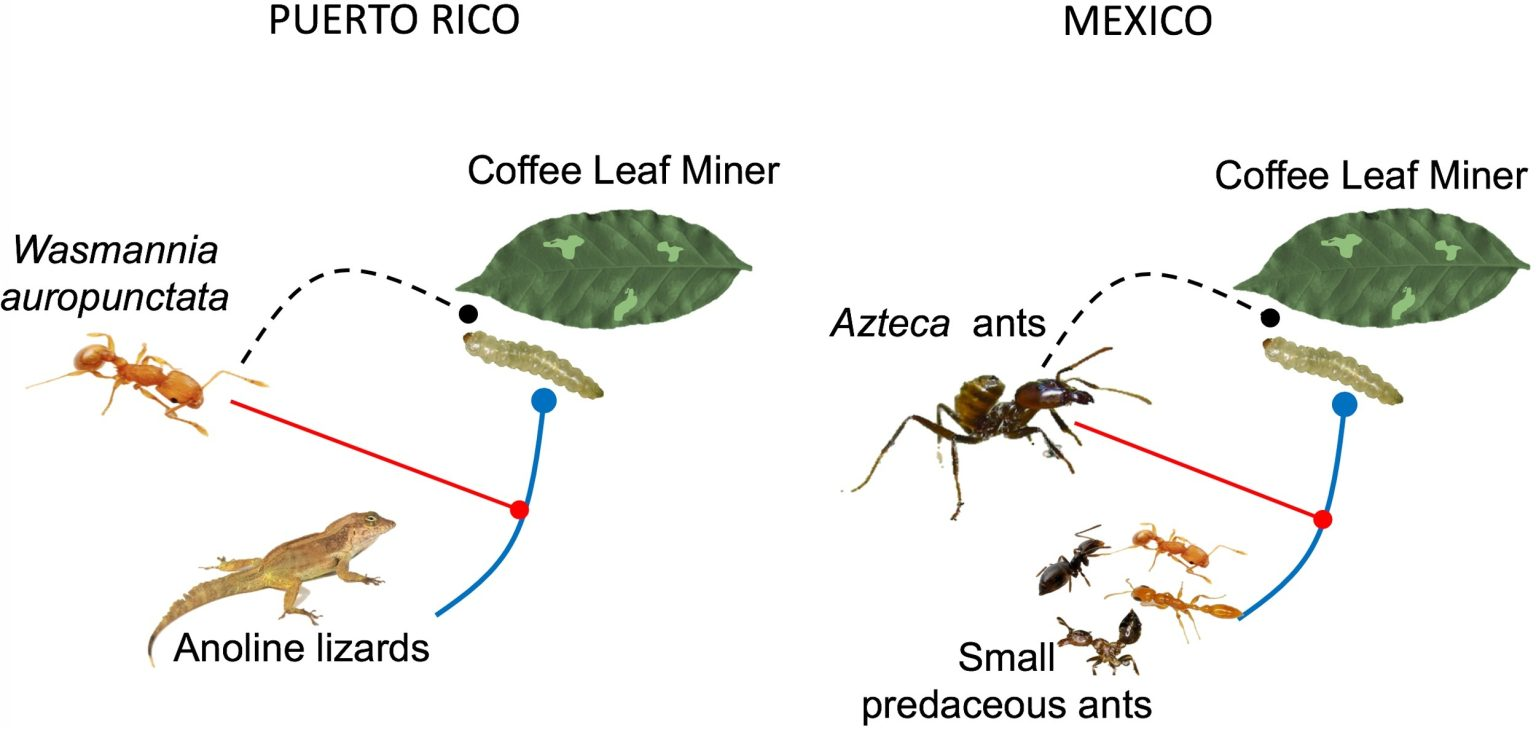 PUERTO RICO
Coffee Leaf Miner
Wasmannia
auropunctata
Anoline lizards
MEXICO
Coffee Leaf Miner
Azteca ants
Small
predaceous ants